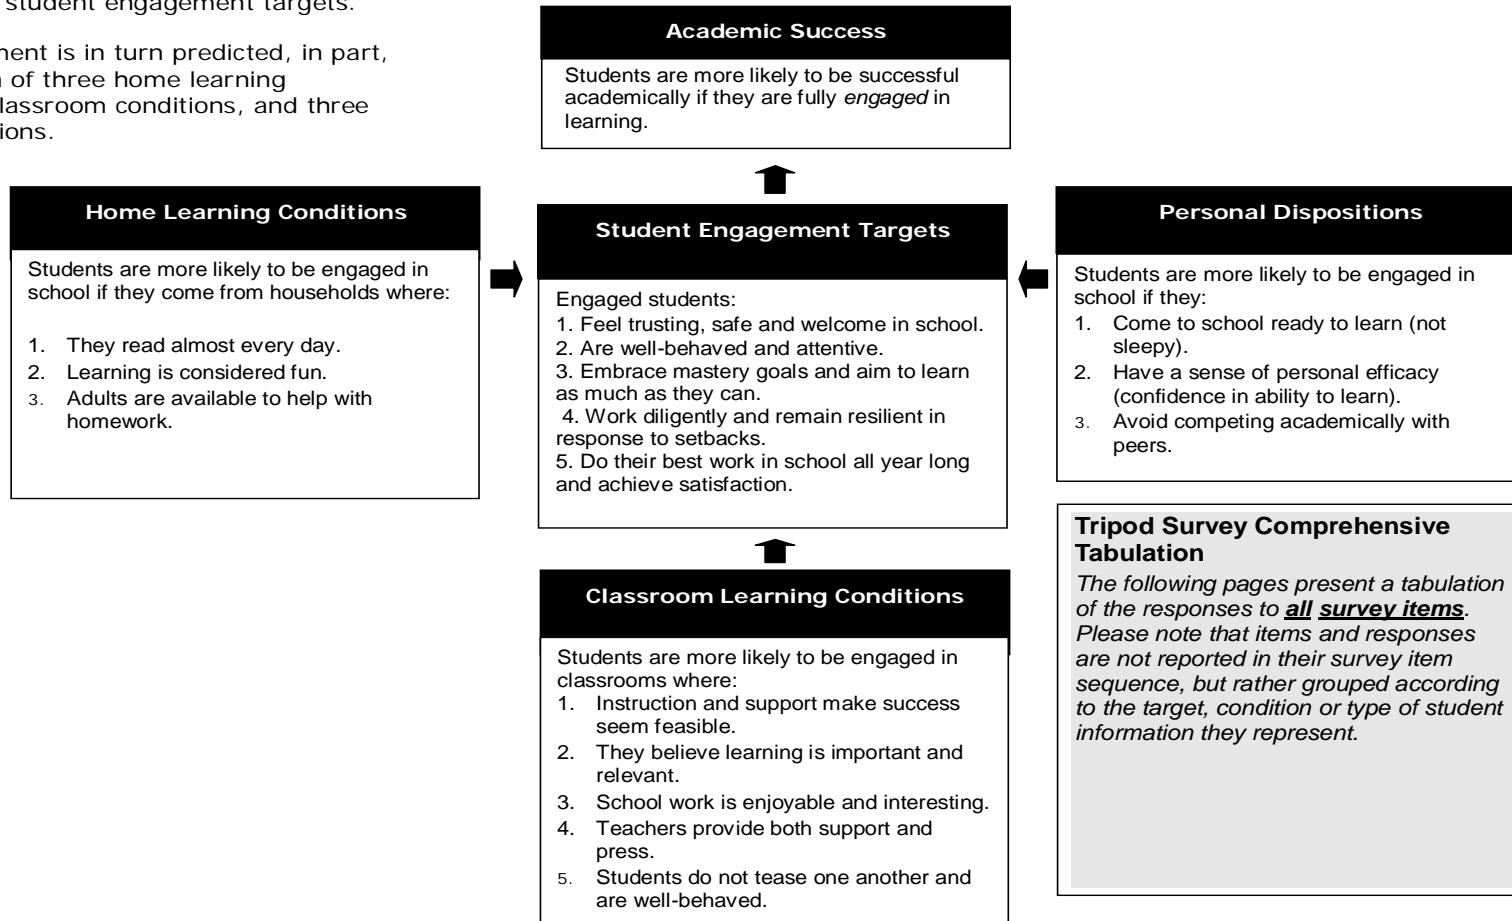 student engagement targets.
is in turn predicted, in part,
of three home learning
classroom conditions, and three
Academic Success
Students are more likely to be successful
academically if they are fully engaged in
learning.
Home Learning Conditions
Students are more likely to be engaged in
school if they come from households where:
1. They read almost every day.
2. Learning is considered fun.
3. Adults are available to help with
homework.
Student Engagement Targets
Engaged students:
1. Feel trusting, safe and welcome in school.
2. Are well-behaved and attentive.
3. Embrace mastery goals and aim to learn
as much as they can.
4. Work diligently and remain resilient in
response to setbacks.
5. Do their best work in school all year long
and achieve satisfaction.
Personal Dispositions
Students are more likely to be engaged in
school if they:
1. Come to school ready to learn (not
sleepy).
2. Have a sense of personal efficacy
(confidence in ability to learn).
3. Avoid competing academically with
peers.
Classroom Learning Conditions
Students are more likely to be engaged in
classrooms where:
1. Instruction and support make success
seem feasible.
2. They believe learning is important and
relevant.
3. School work is enjoyable and interesting.
4. Teachers provide both support and
press.
5. Students do not tease one another and
are well-behaved.
Tripod Survey Comprehensive
Tabulation
The following pages present a tabulation
of the responses to all survey items.
Please note that items and responses
are not reported in their survey item
sequence, but rather grouped according
to the target, condition or type of student
information they represent.